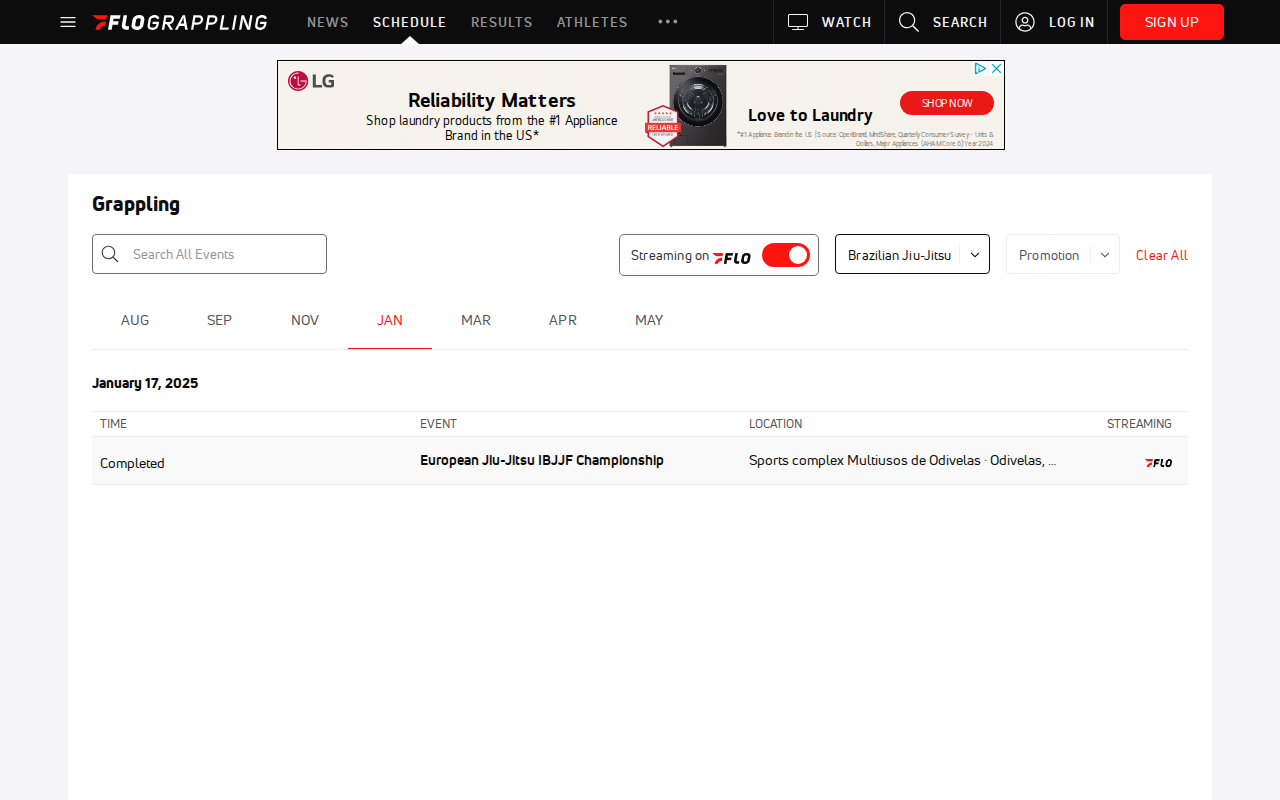 FLOGRAPPLING NEWS SCHEDULE RESULTS ATHLETES WATCH SEARCH LOG IN SIGN UP
LG
Reliability Matters
Shop laundry products from the #1 Appliance
Brand in the US*
RELIABLE
Love to Laundry
SHOP NOW
*#1 Appliance Brand in the US | Source: OpenBrand, MindShare, Quarterly Consumer Survey - Units &
Dollars, Major Appliances (AHAM Core 6) Year 2024
Grappling
Search All Events
Streaming on FLO
Brazilian Jiu-Jitsu
Promotion
Clear All
AUG SEP NOV JAN MAR APR MAY
January 17, 2025
TIME EVENT LOCATION STREAMING
Completed European Jiu-Jitsu IBJJF Championship Sports complex Multiusos de Odivelas · Odivelas, ... FLO